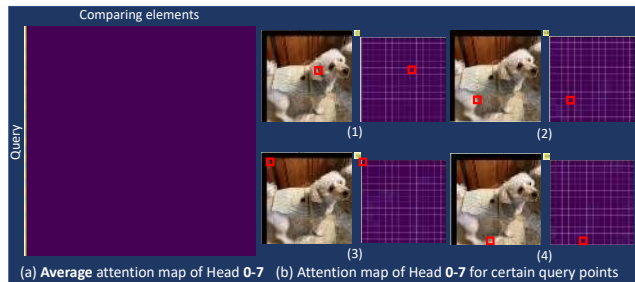 Comparing elements
Query
(1)
(2)
(3)
(4)
(a) Average attention map of Head 0-7
(b) Attention map of Head 0-7 for certain query points